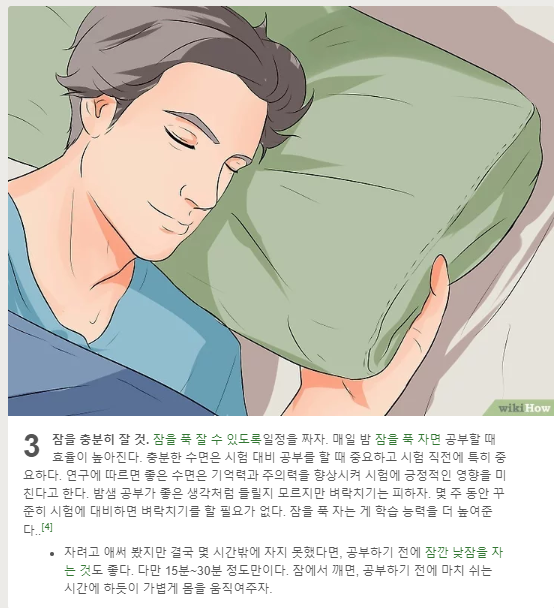 wikiHow
3 잠을 충분히 잘 것. 잠을 푹 잘 수 있도록일정을 짜자. 매일 밤 잠을 푹 자면 공부할 때
효율이 높아진다. 충분한 수면은 시험 대비 공부를 할 때 중요하고 시험 직전에 특히 중
요하다. 연구에 따르면 좋은 수면은 기억력과 주의력을 향상시켜 시험에 긍정적인 영향을 미
친다고 한다. 밤샘 공부가 좋은 생각처럼 들릴지 모르지만 벼락치기는 피하자. 몇 주 동안 꾸
준히 시험에 대비하면 벼락치기를 할 필요가 없다. 잠을 푹 자는 게 학습 능력을 더 높여준
다..[4]
• 자려고 애써 봤지만 결국 몇 시간밖에 자지 못했다면, 공부하기 전에 잠깐 낮잠을 자
는 것도 좋다. 다만 15분~30분 정도만이다. 잠에서 깨면, 공부하기 전에 마치 쉬는
시간에 하듯이 가볍게 몸을 움직여주자.